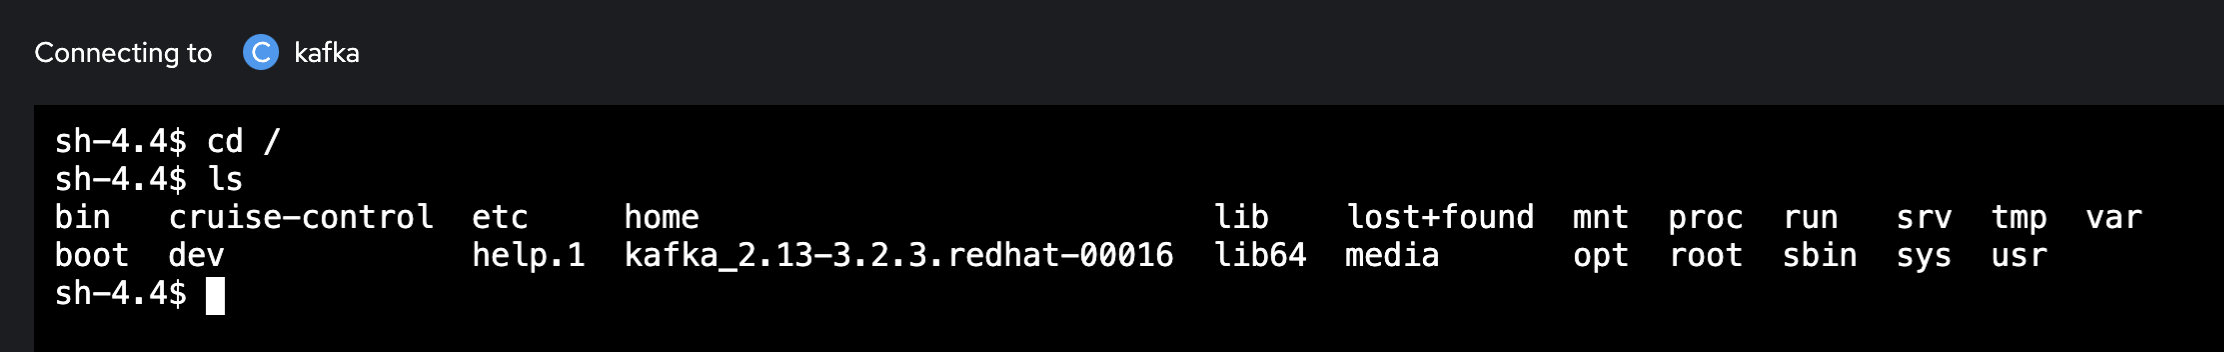 Connecting to C kafka
sh-4.4$ cd /
sh-4.4$ ls
bin cruise-control etc home lib lost+found mnt proc run srv tmp var
boot dev help.1 kafka_2.13-3.2.3.redhat-00016 lib64 media opt root sbin sys usr
sh-4.4$